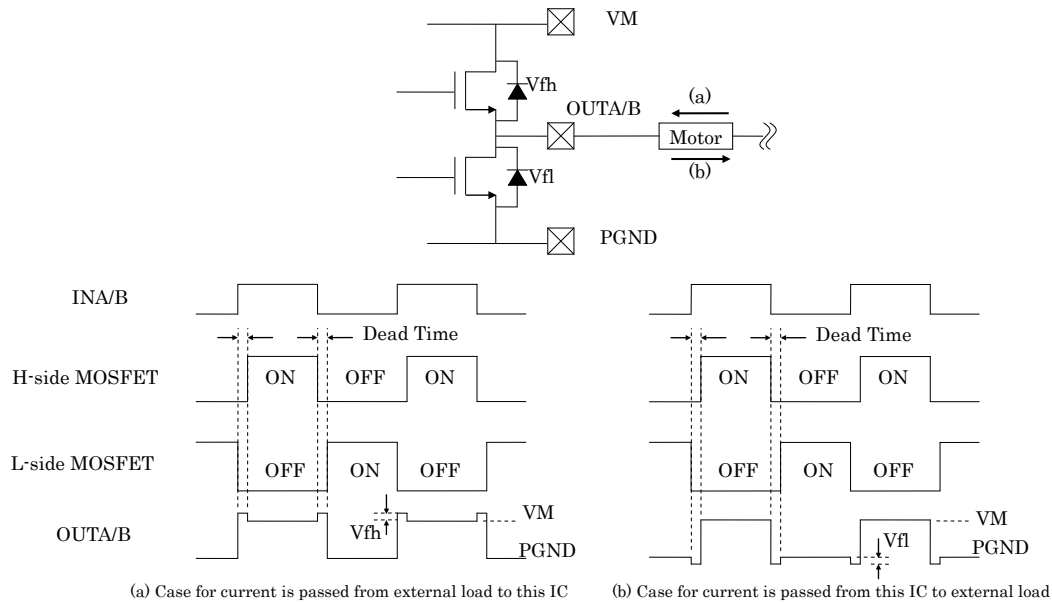 VM
Vfh
(a)
OUTA/B
Motor
Vfl
(b)
PGND
INA/B
Dead Time
Dead Time
H-side MOSFET
ON
OFF
ON
ON
OFF
ON
L-side MOSFET
OFF
ON
OFF
OFF
ON
OFF
OUTA/B
Vfh
VM
PGND
Vfl
VM
PGND
(a) Case for current is passed from external load to this IC
(b) Case for current is passed from this IC to external load